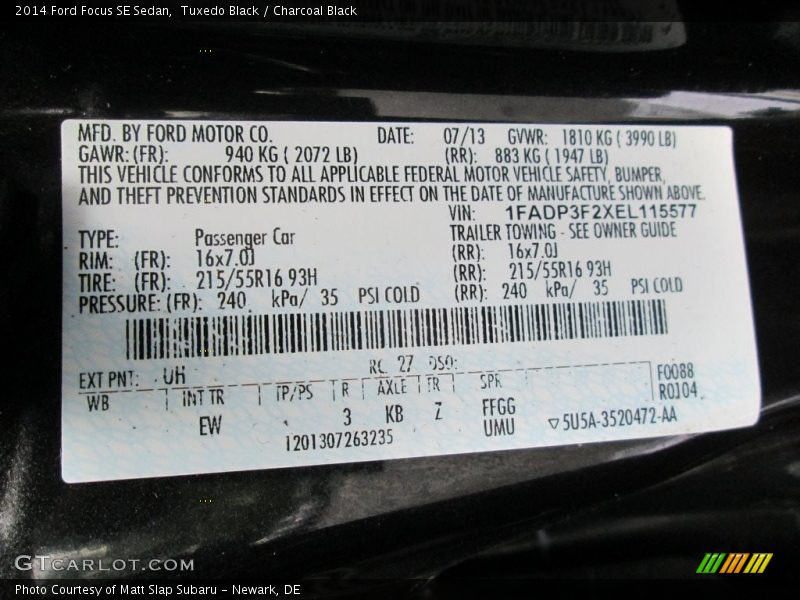 2014 Ford Focus SE Sedan, Tuxedo Black / Charcoal Black
MFD. BY FORD MOTOR CO. DATE: 07/13 GVWR: 1810 KG ( 3990 LB)
GAWR: (FR): 940 KG ( 2072 LB) (RR): 883 KG ( 1947 LB)
THIS VEHICLE CONFORMS TO ALL APPLICABLE FEDERAL MOTOR VEHICLE SAFETY, BUMPER,
AND THEFT PREVENTION STANDARDS IN EFFECT ON THE DATE OF MANUFACTURE SHOWN ABOVE.
VIN: 1FADP3F2XEL115577
TYPE: Passenger Car TRAILER TOWING - SEE OWNER GUIDE
RIM: (FR): 16x7.0J (RR): 16x7.0J
TIRE: (FR): 215/55R16 93H (RR): 215/55R16 93H
PRESSURE: (FR): 240 kPa/ 35 PSI COLD (RR): 240 kPa/ 35 PSI COLD
EXT PNT: UH RC: 27 DSO: F0088
WB INT TR TP/PS R AXLE TR SPR R0104
EW 3 KB Z FFGG
1201307263235 UMU ▽5U5A-3520472-AA
GTCARLOT.COM
Photo Courtesy of Matt Slap Subaru - Newark, DE